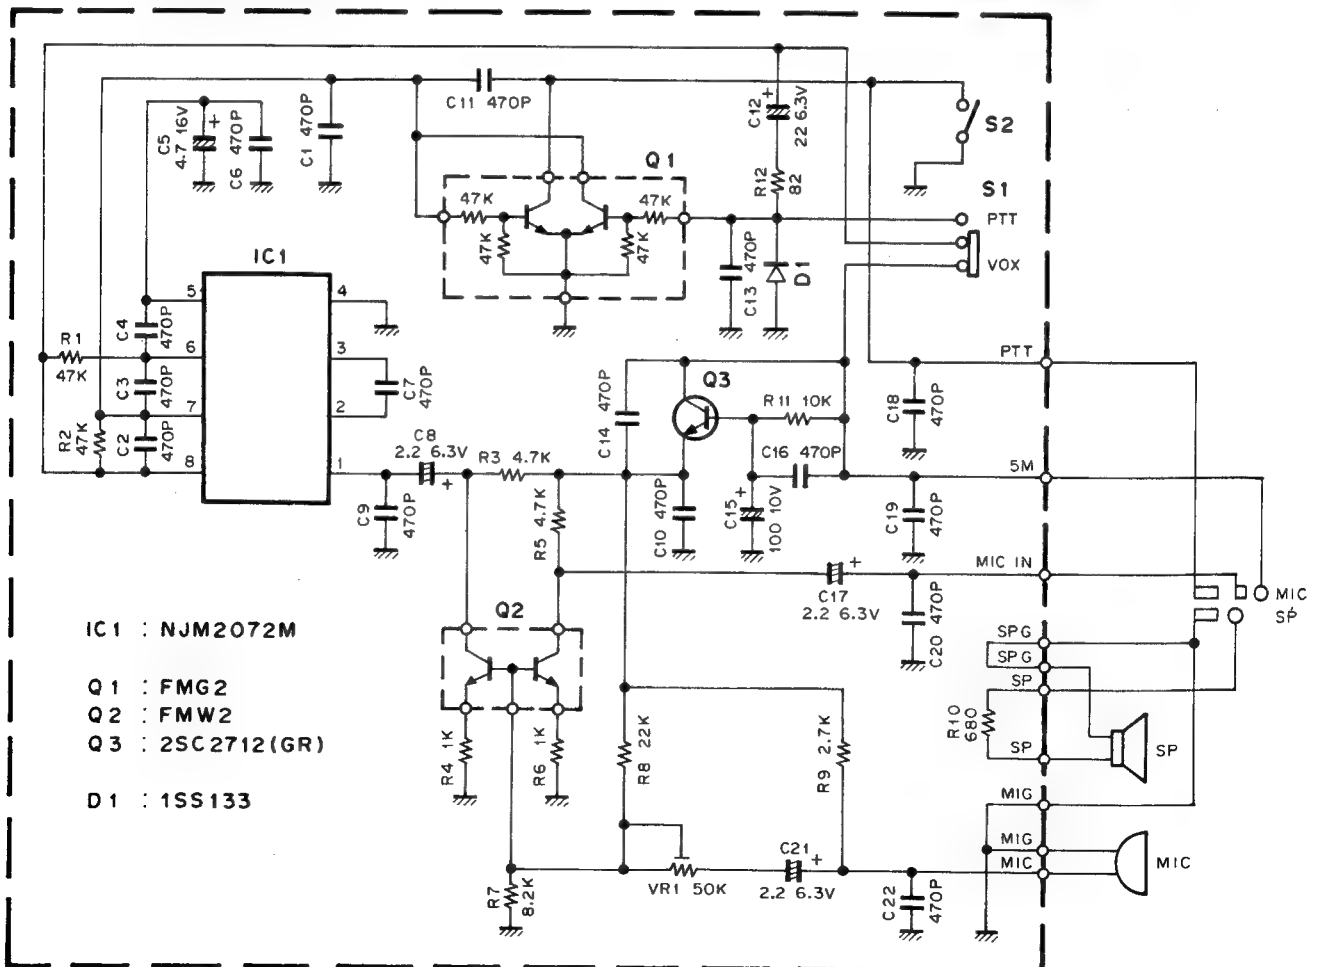 C11 470P
C5
4.7 16V
+
C6
470P
C1 470P
C12
+
22 6.3V
S2
Q1
R12
82
S1
47K
47K
47K
47K
PTT
VOX
C13
470P
D1
IC1
5
4
6
3
7
2
8
1
R1
47K
C4
470P
C3
470P
C2
470P
R2
47K
C7
470P
PTT
Q3
C14 470P
R11 10K
C18
470P
C8
2.2 6.3V
+
R3 4.7K
C16 470P
5M
C9
470P
R5 4.7K
C10 470P
C15
+
100 10V
C19
470P
MIC IN
C17
+
2.2 6.3V
C20 470P
MIC
SP
Q2
SPG
SPG
SP
R10
680
SP
SP
IC1 : NJM2072M
Q1 : FMG2
Q2 : FMW2
Q3 : 2SC2712(GR)
D1 : 1SS133
R4 1K
R6 1K
R8 22K
R9 2.7K
MIG
MIG
MIC
MIC
R7
8.2K
VR1 50K
C21
+
2.2 6.3V
C22
470P